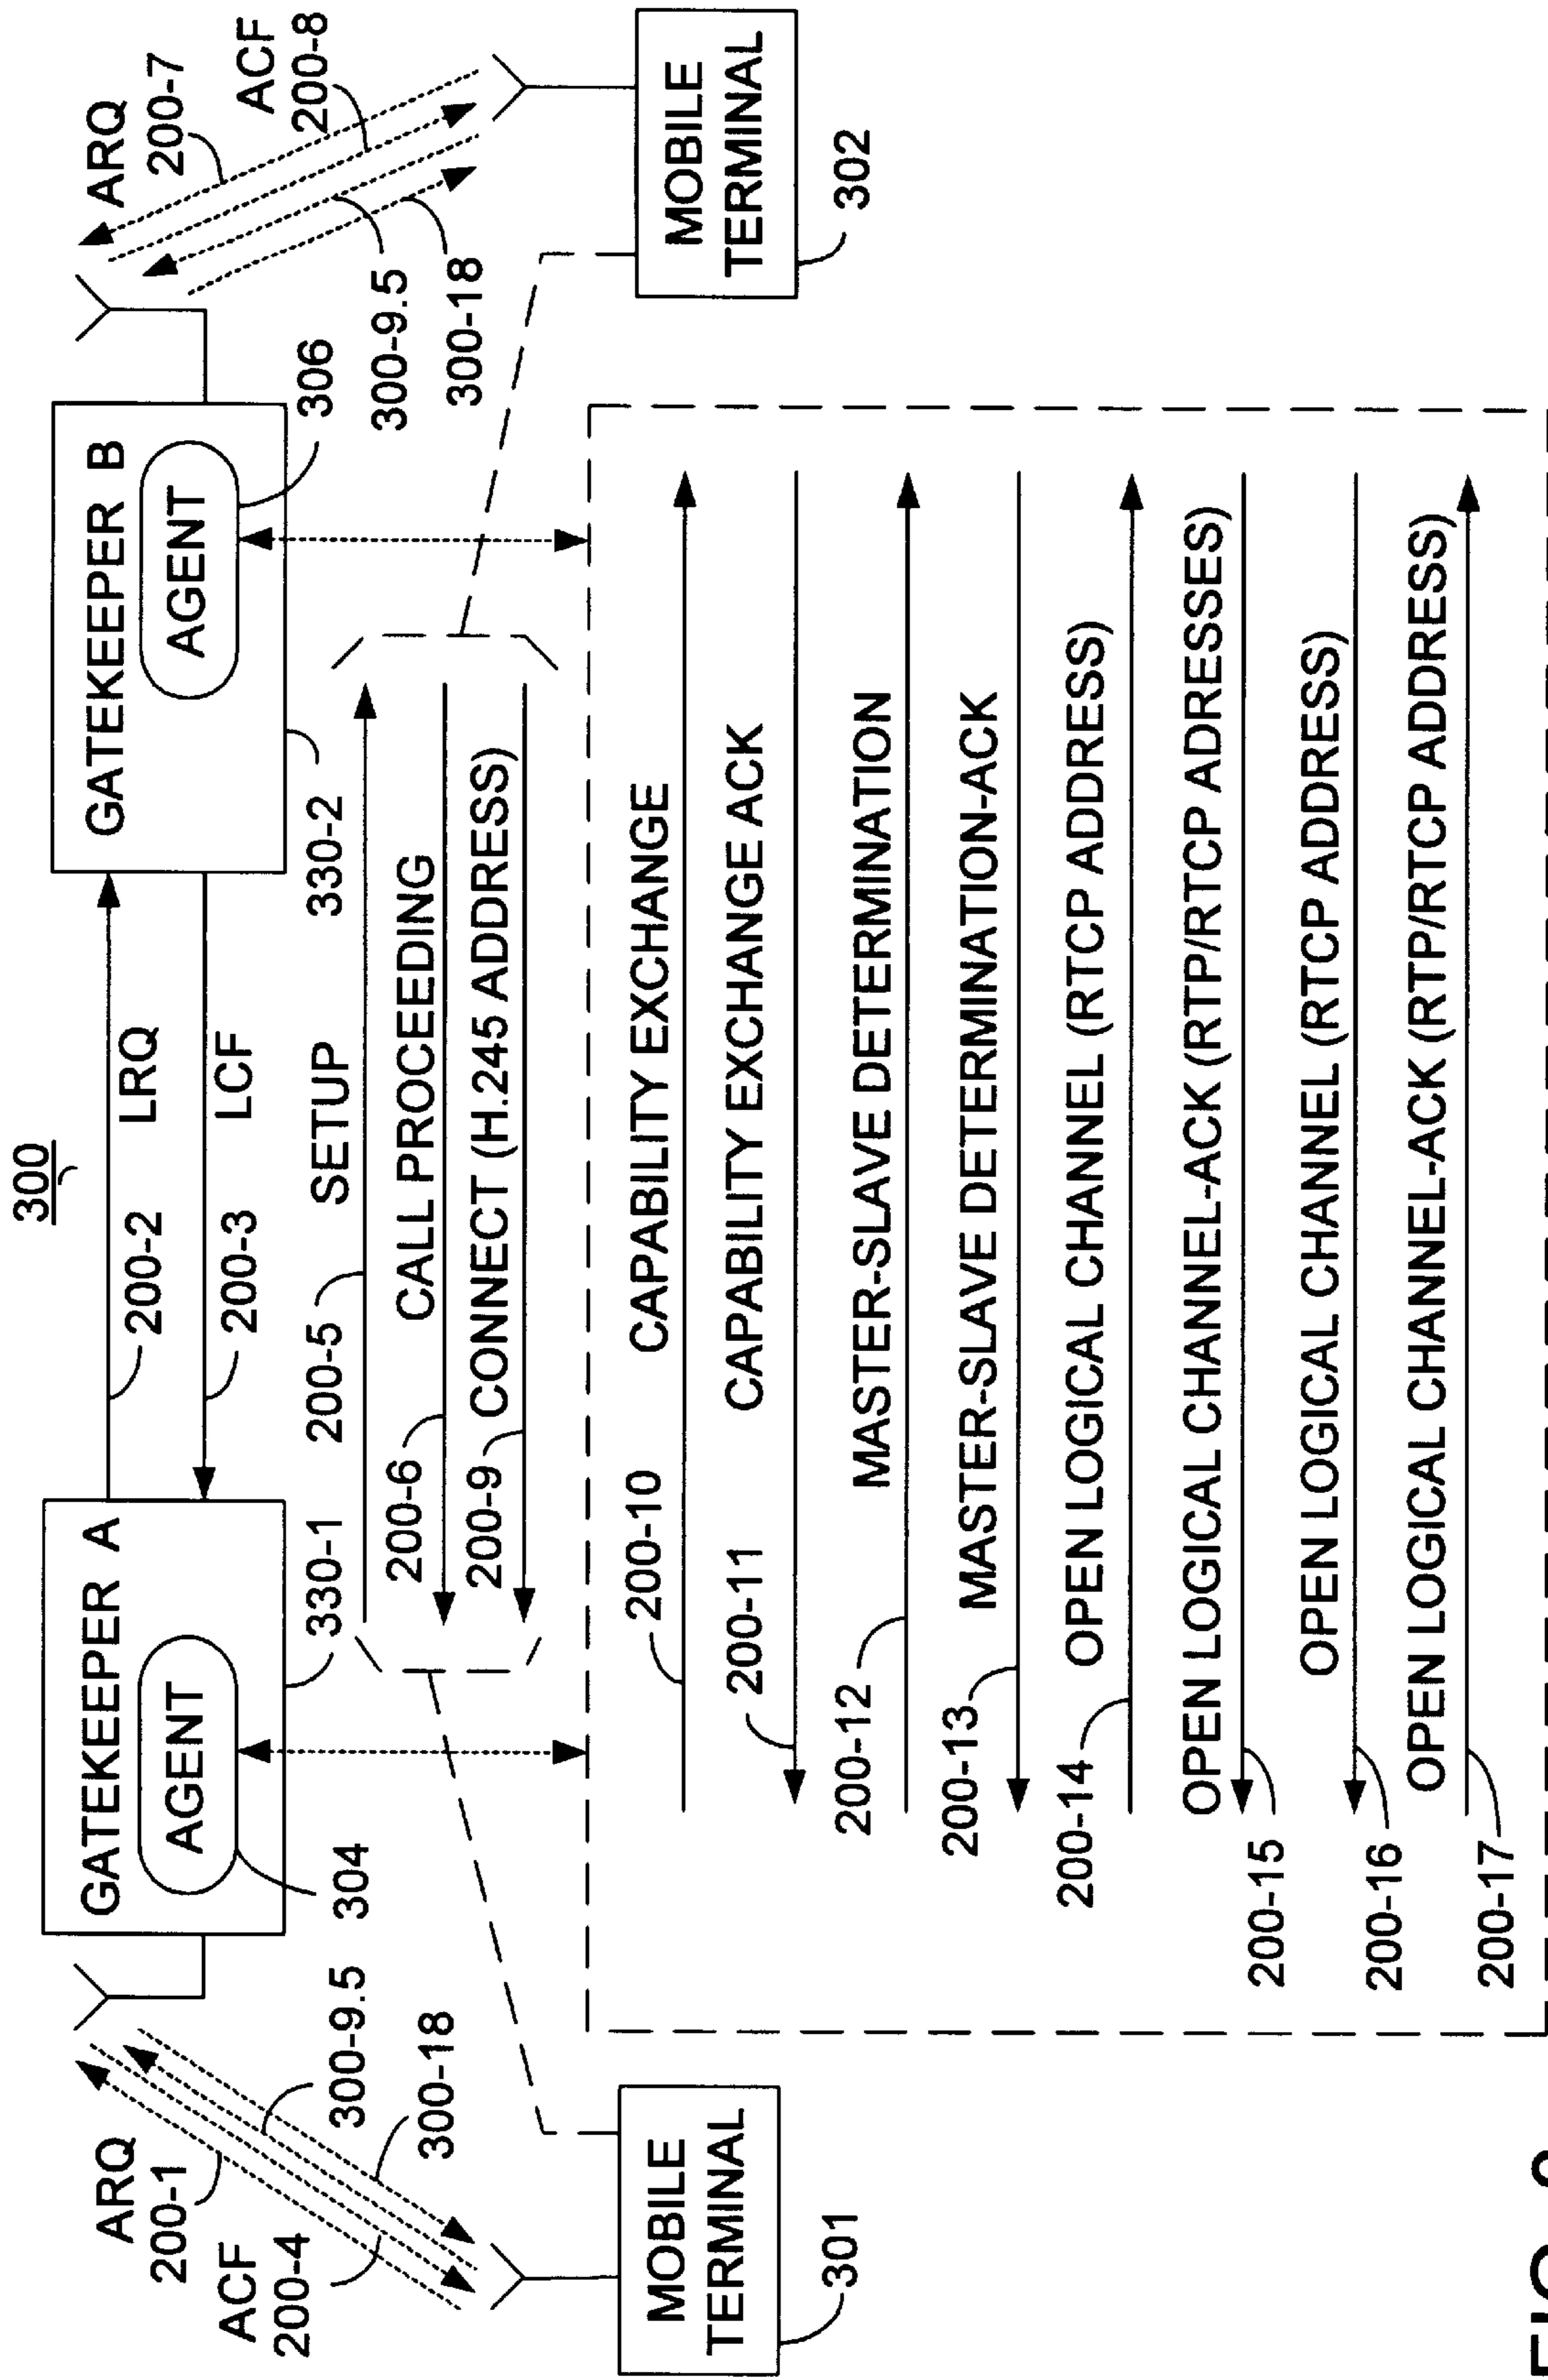 300
GATEKEEPER A
AGENT
304
330-1
GATEKEEPER B
AGENT
306
330-2
200-2
LRQ
200-3
LCF
ARQ
200-1
ACF
200-4
300-9.5
300-18
ARQ
200-7
ACF
200-8
300-9.5
300-18
MOBILE
TERMINAL
301
MOBILE
TERMINAL
302
200-5
SETUP
200-6
CALL PROCEEDING
200-9
CONNECT (H.245 ADDRESS)
200-10
CAPABILITY EXCHANGE
200-11
CAPABILITY EXCHANGE ACK
200-12
MASTER-SLAVE DETERMINATION
200-13
MASTER-SLAVE DETERMINATION-ACK
200-14
OPEN LOGICAL CHANNEL (RTCP ADDRESS)
OPEN LOGICAL CHANNEL-ACK (RTP/RTCP ADRESSES)
200-15
OPEN LOGICAL CHANNEL (RTCP ADDRESS)
200-16
OPEN LOGICAL CHANNEL-ACK (RTP/RTCP ADDRESS)
200-17